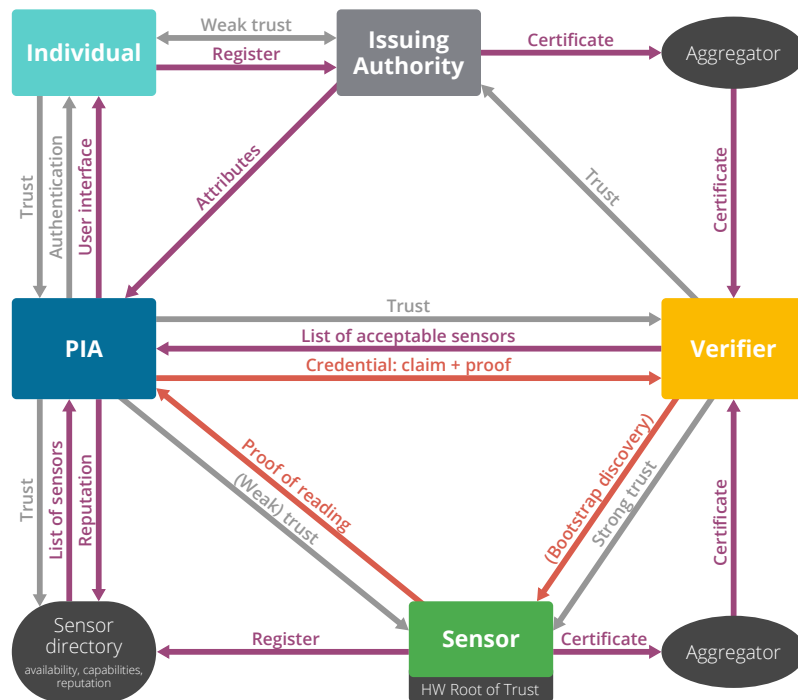 Weak trust
Individual
Issuing
Authority
Register
Certificate
Aggregator
Trust
Authentication
User interface
Attributes
Trust
Certificate
PIA
Trust
List of acceptable sensors
Credential: claim + proof
Verifier
Trust
List of sensors
Reputation
Proof of reading
(Weak) trust
(Bootstrap discovery)
Strong trust
Certificate
Sensor
directory
availability, capabilities,
reputation
Register
Sensor
HW Root of Trust
Certificate
Aggregator